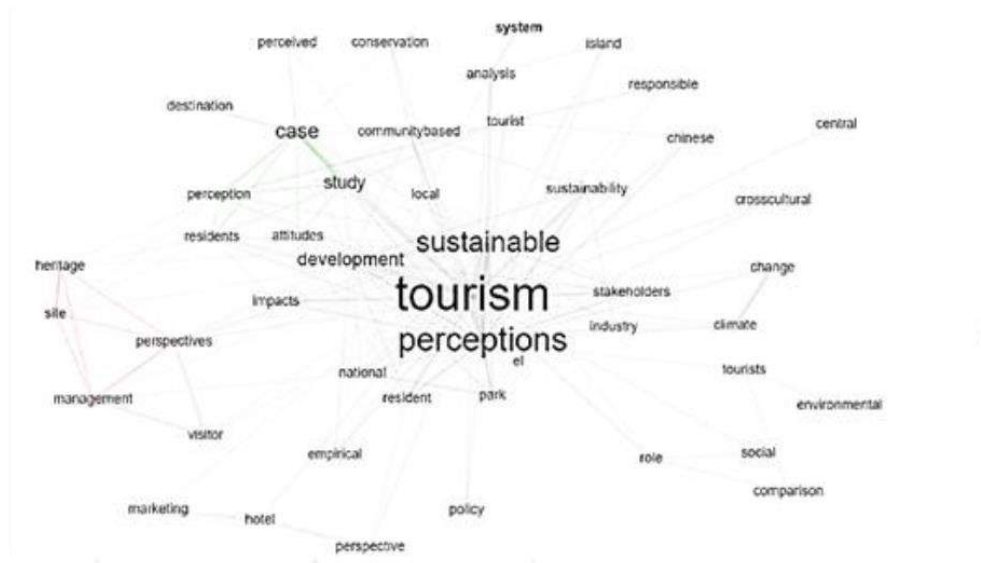 system
perceived
conservation
island
analysis
responsible
destination
tourist
central
case
communitybased
chinese
study
sustainability
perception
local
crosscultural
residents
attitudes
sustainable
development
heritage
change
tourism
stakeholders
impacts
site
industry
climate
perspectives
perceptions
el
tourists
national
management
resident
park
environmental
visitor
empirical
role
social
comparison
marketing
hotel
policy
perspective